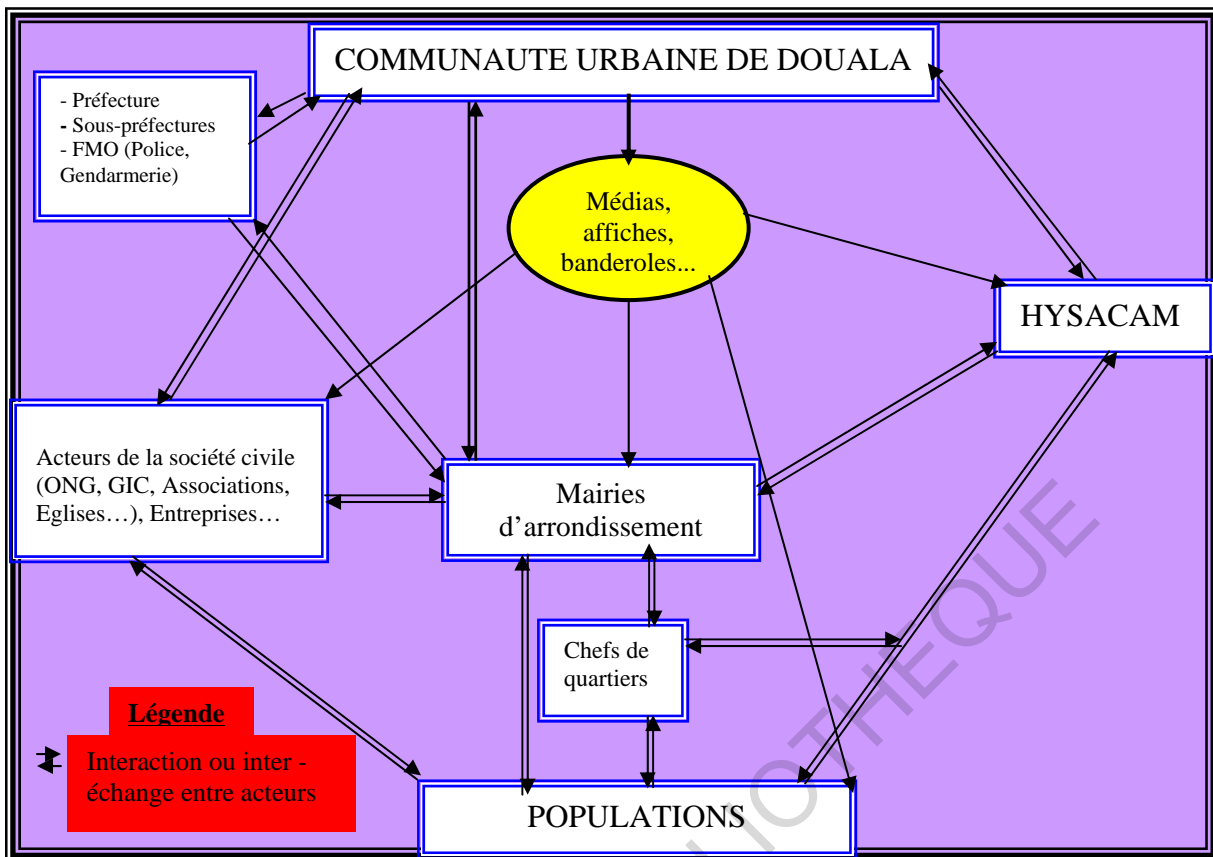 COMMUNAUTE URBAINE DE DOUALA
- Préfecture
- Sous-préfectures
- FMO (Police,
Gendarmerie)
Médias,
affiches,
banderoles...
HYSACAM
Acteurs de la société civile
(ONG, GIC, Associations,
Eglises…), Entreprises…
Mairies
d’arrondissement
Chefs de
quartiers
Légende
Interaction ou inter -
échange entre acteurs
POPULATIONS
LIOTHEQUE